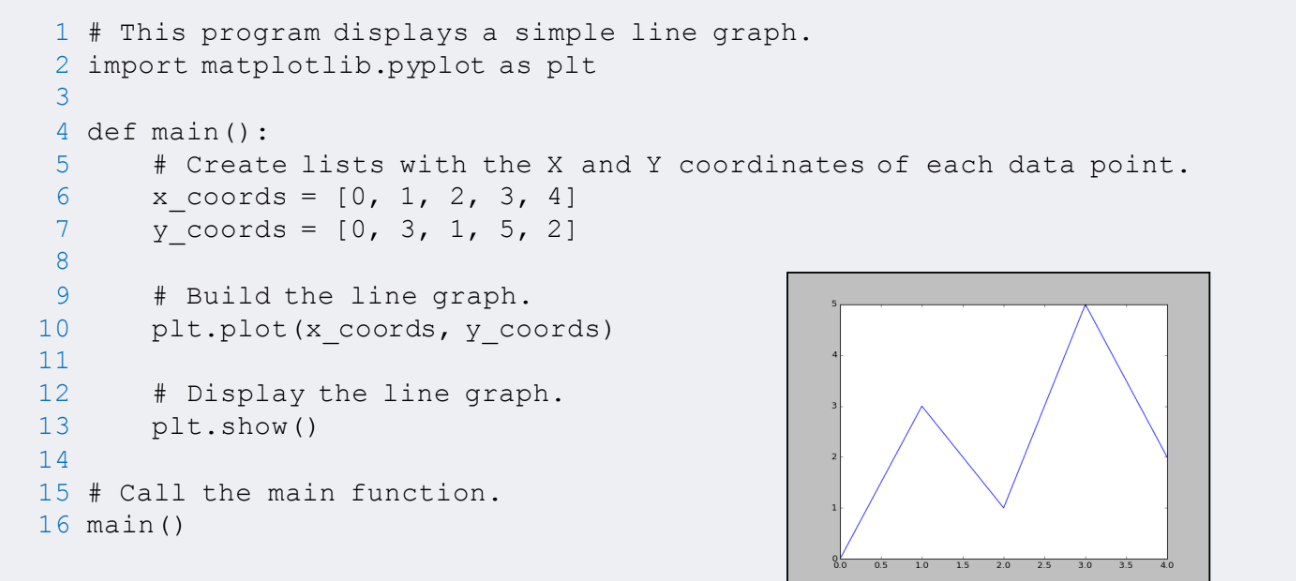 1 # This program displays a simple line graph.
2 import matplotlib.pyplot as plt
3
4 def main():
5     # Create lists with the X and Y coordinates of each data point.
6     x_coords = [0, 1, 2, 3, 4]
7     y_coords = [0, 3, 1, 5, 2]
8
9     # Build the line graph.
10     plt.plot(x_coords, y_coords)
11
12     # Display the line graph.
13     plt.show()
14
15 # Call the main function.
16 main()
5
4
3
2
1
0
0.0 0.5 1.0 1.5 2.0 2.5 3.0 3.5 4.0